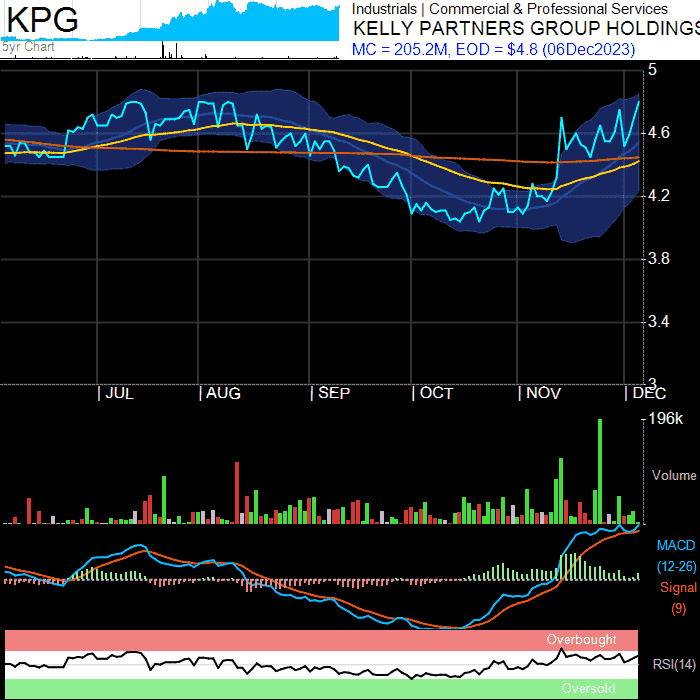 KPG
5yr Chart
Industrials | Commercial & Professional Services
KELLY PARTNERS GROUP HOLDINGS
MC = 205.2M, EOD = $4.8 (06Dec2023)
5
4.6
4.2
3.8
3.4
3
| JUL | AUG | SEP | OCT | NOV | DEC
196k
Volume
MACD
(12-26)
Signal
(9)
Overbought
RSI(14)
Oversold